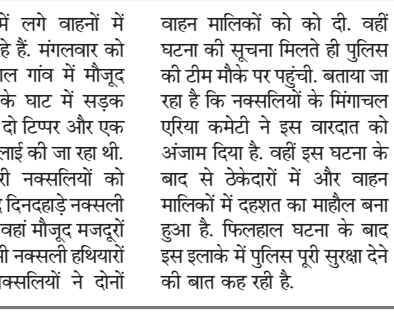 में लगे वाहनों में
हे हैं. मंगलवार को
ाल गांव में मौजूद
के घाट में सड़क
दो टिप्पर और एक
लाई की जा रहा थी.
री नक्सलियों को
दिनदहाड़े नक्सली
वहां मौजूद मजदूरों
नक्सली हथियारों
क्सलियों ने दोनों
वाहन मालिकों को को दी. वहीं
घटना की सूचना मिलते ही पुलिस
की टीम मौके पर पहुंची. बताया जा
रहा है कि नक्सलियों के मिंगाचल
एरिया कमेटी ने इस वारदात को
अंजाम दिया है. वहीं इस घटना के
बाद से ठेकेदारों में और वाहन
मालिकों में दहशत का माहौल बना
हुआ है. फिलहाल घटना के बाद
इस इलाके में पुलिस पूरी सुरक्षा देने
की बात कह रही है.